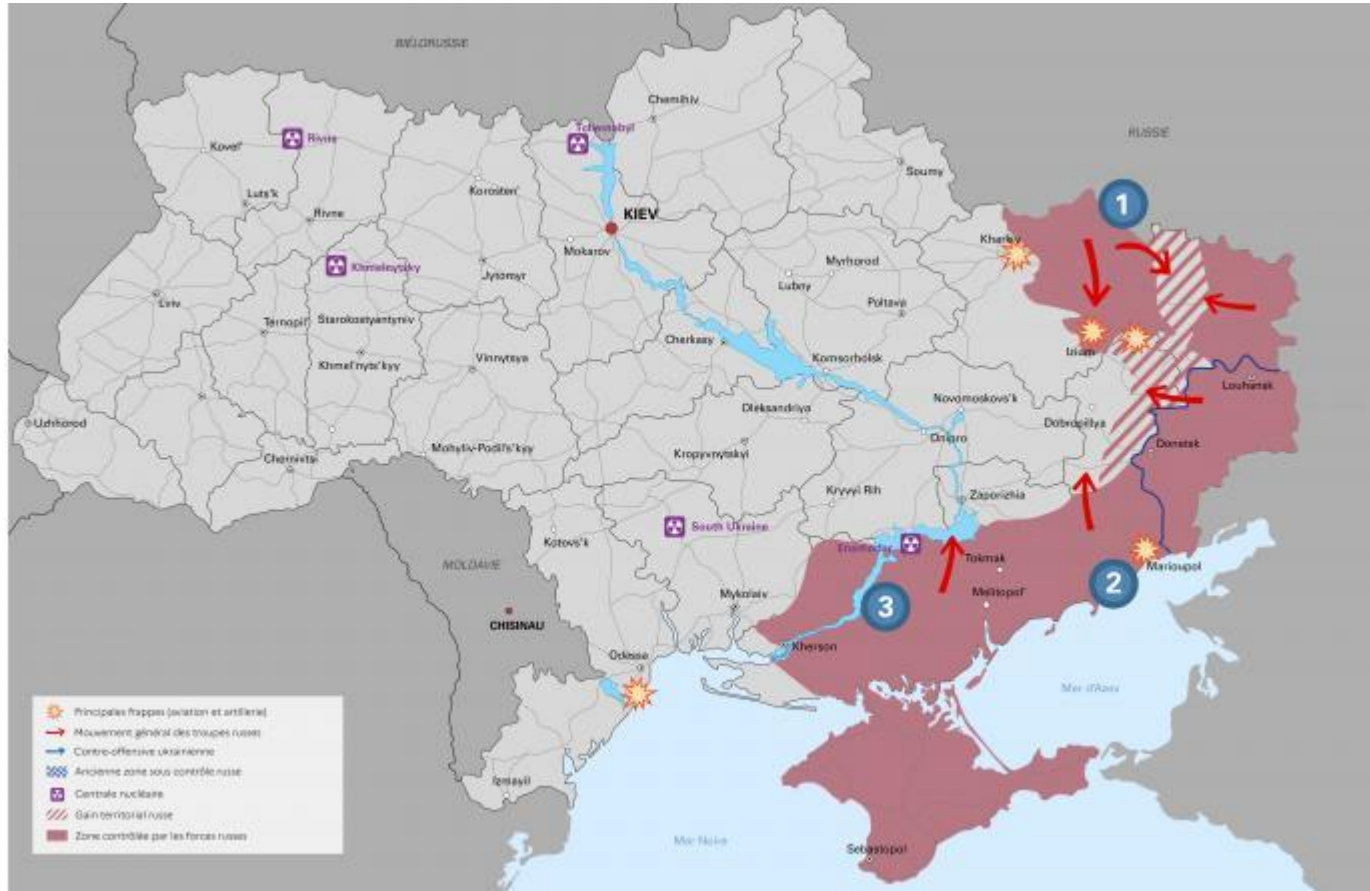 BIÉLORUSSIE
Chernihiv
RUSSIE
Tchernobyl
Rivne
Kovel'
Soumy
Korosten'
Luts'k
1
Rivne
KIEV
Kharkiv
Mokarov
Myrhorod
Khmelnytsky
Jytomyr
Lubny
Lviv
Poltava
Ternopil'
Starokostyantyniv
Cherkasy
Izium
Khmel'nyts'kyy
Vinnytsya
Komsorholsk
Louhansk
Novomoskovs'k
Oleksandriya
Dobropillya
Uzhhorod
Dnipro
Mohyliv-Podil's'kyy
Donetsk
Chernivtsi
Kropyvnytskyi
Kryvyi Rih
Zaporizhia
South Ukraine
Kotovs'k
Enerhodar
Tokmak
MOLDAVIE
Marioupol
2
Melitopol'
Mykolaiv
3
CHISINAU
Kherson
Odessa
Mer d'Azov
Principales frappes (aviation et artillerie)
Mouvement général des troupes russes
Contre-offensive ukrainienne
Ancienne zone sous contrôle russe
Centrale nucléaire
Gain territorial russe
Zone contrôlée par les forces russes
Izmayil
Mer Noire
Sebastopol